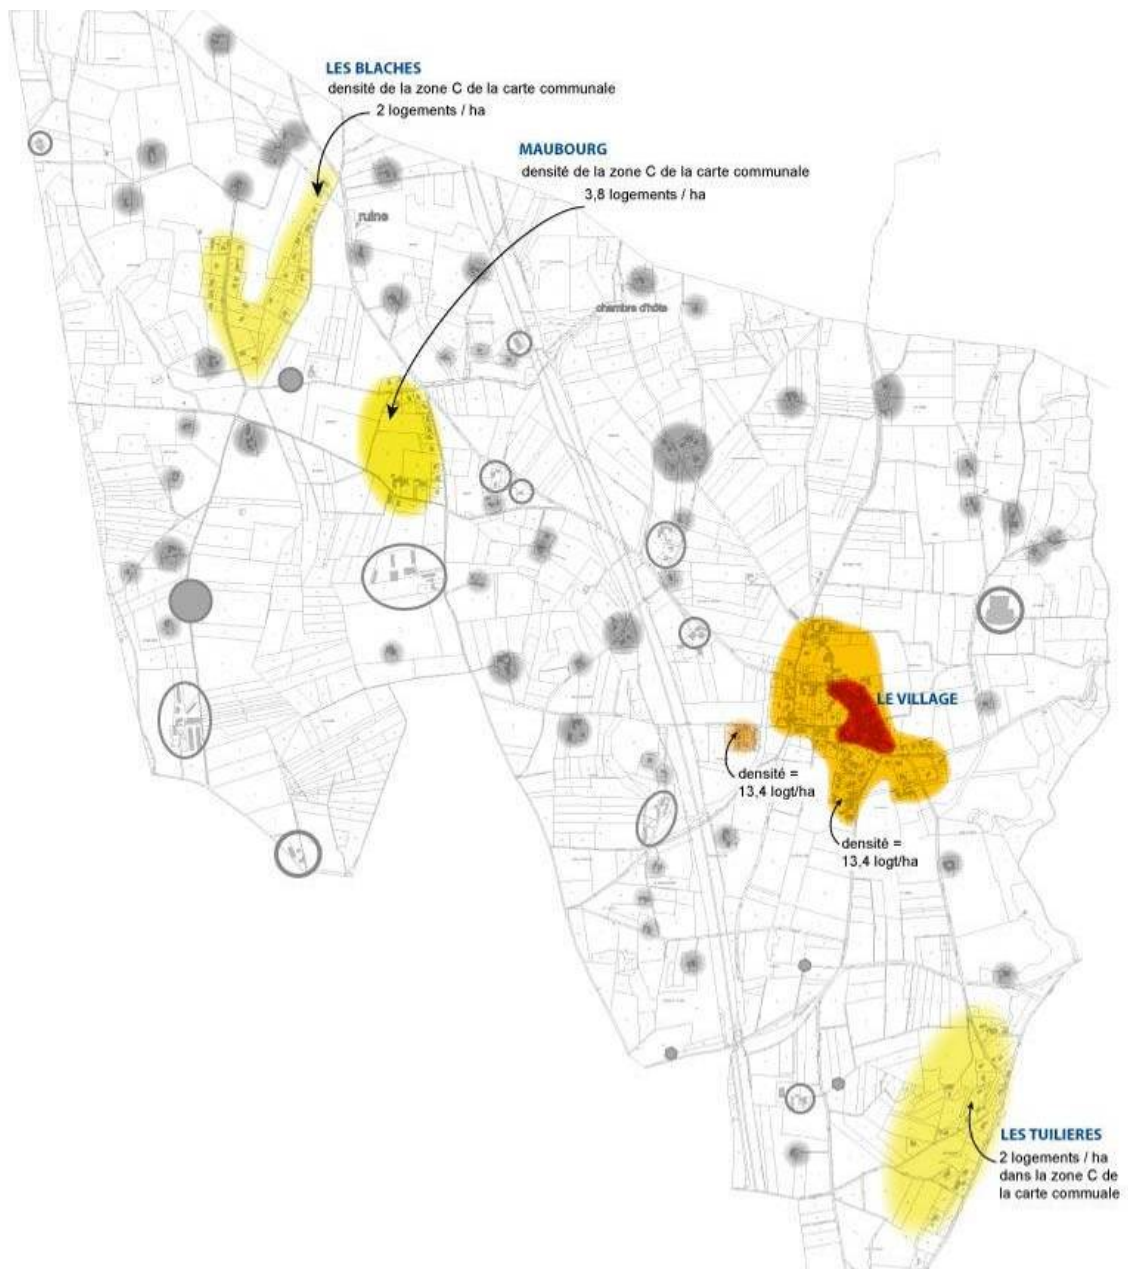 LES BLACHES
densité de la zone C de la carte communale
2 logements / ha
MAUBOURG
densité de la zone C de la carte communale
3,8 logements / ha
ruine
chambre d'hôte
LE VILLAGE
densité =
13,4 logt/ha
densité =
13,4 logt/ha
LES TUILIERES
2 logements / ha
dans la zone C de
la carte commuale